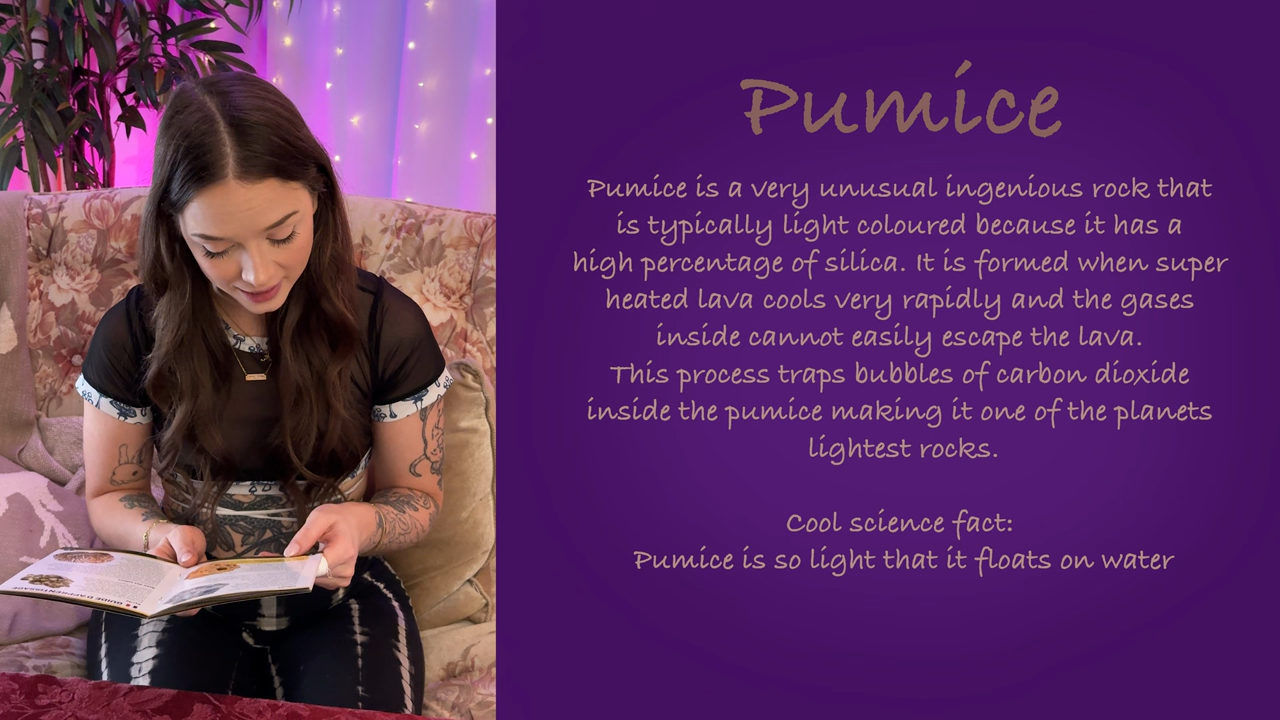 Pumice
Pumice is a very unusual ingenious rock that
is typically light coloured because it has a
high percentage of silica. It is formed when super
heated lava cools very rapidly and the gases
inside cannot easily escape the lava.
This process traps bubbles of carbon dioxide
inside the pumice making it one of the planets
lightest rocks.
Cool science fact:
Pumice is so light that it floats on water
GUIDE D'APPRENTISSAGE